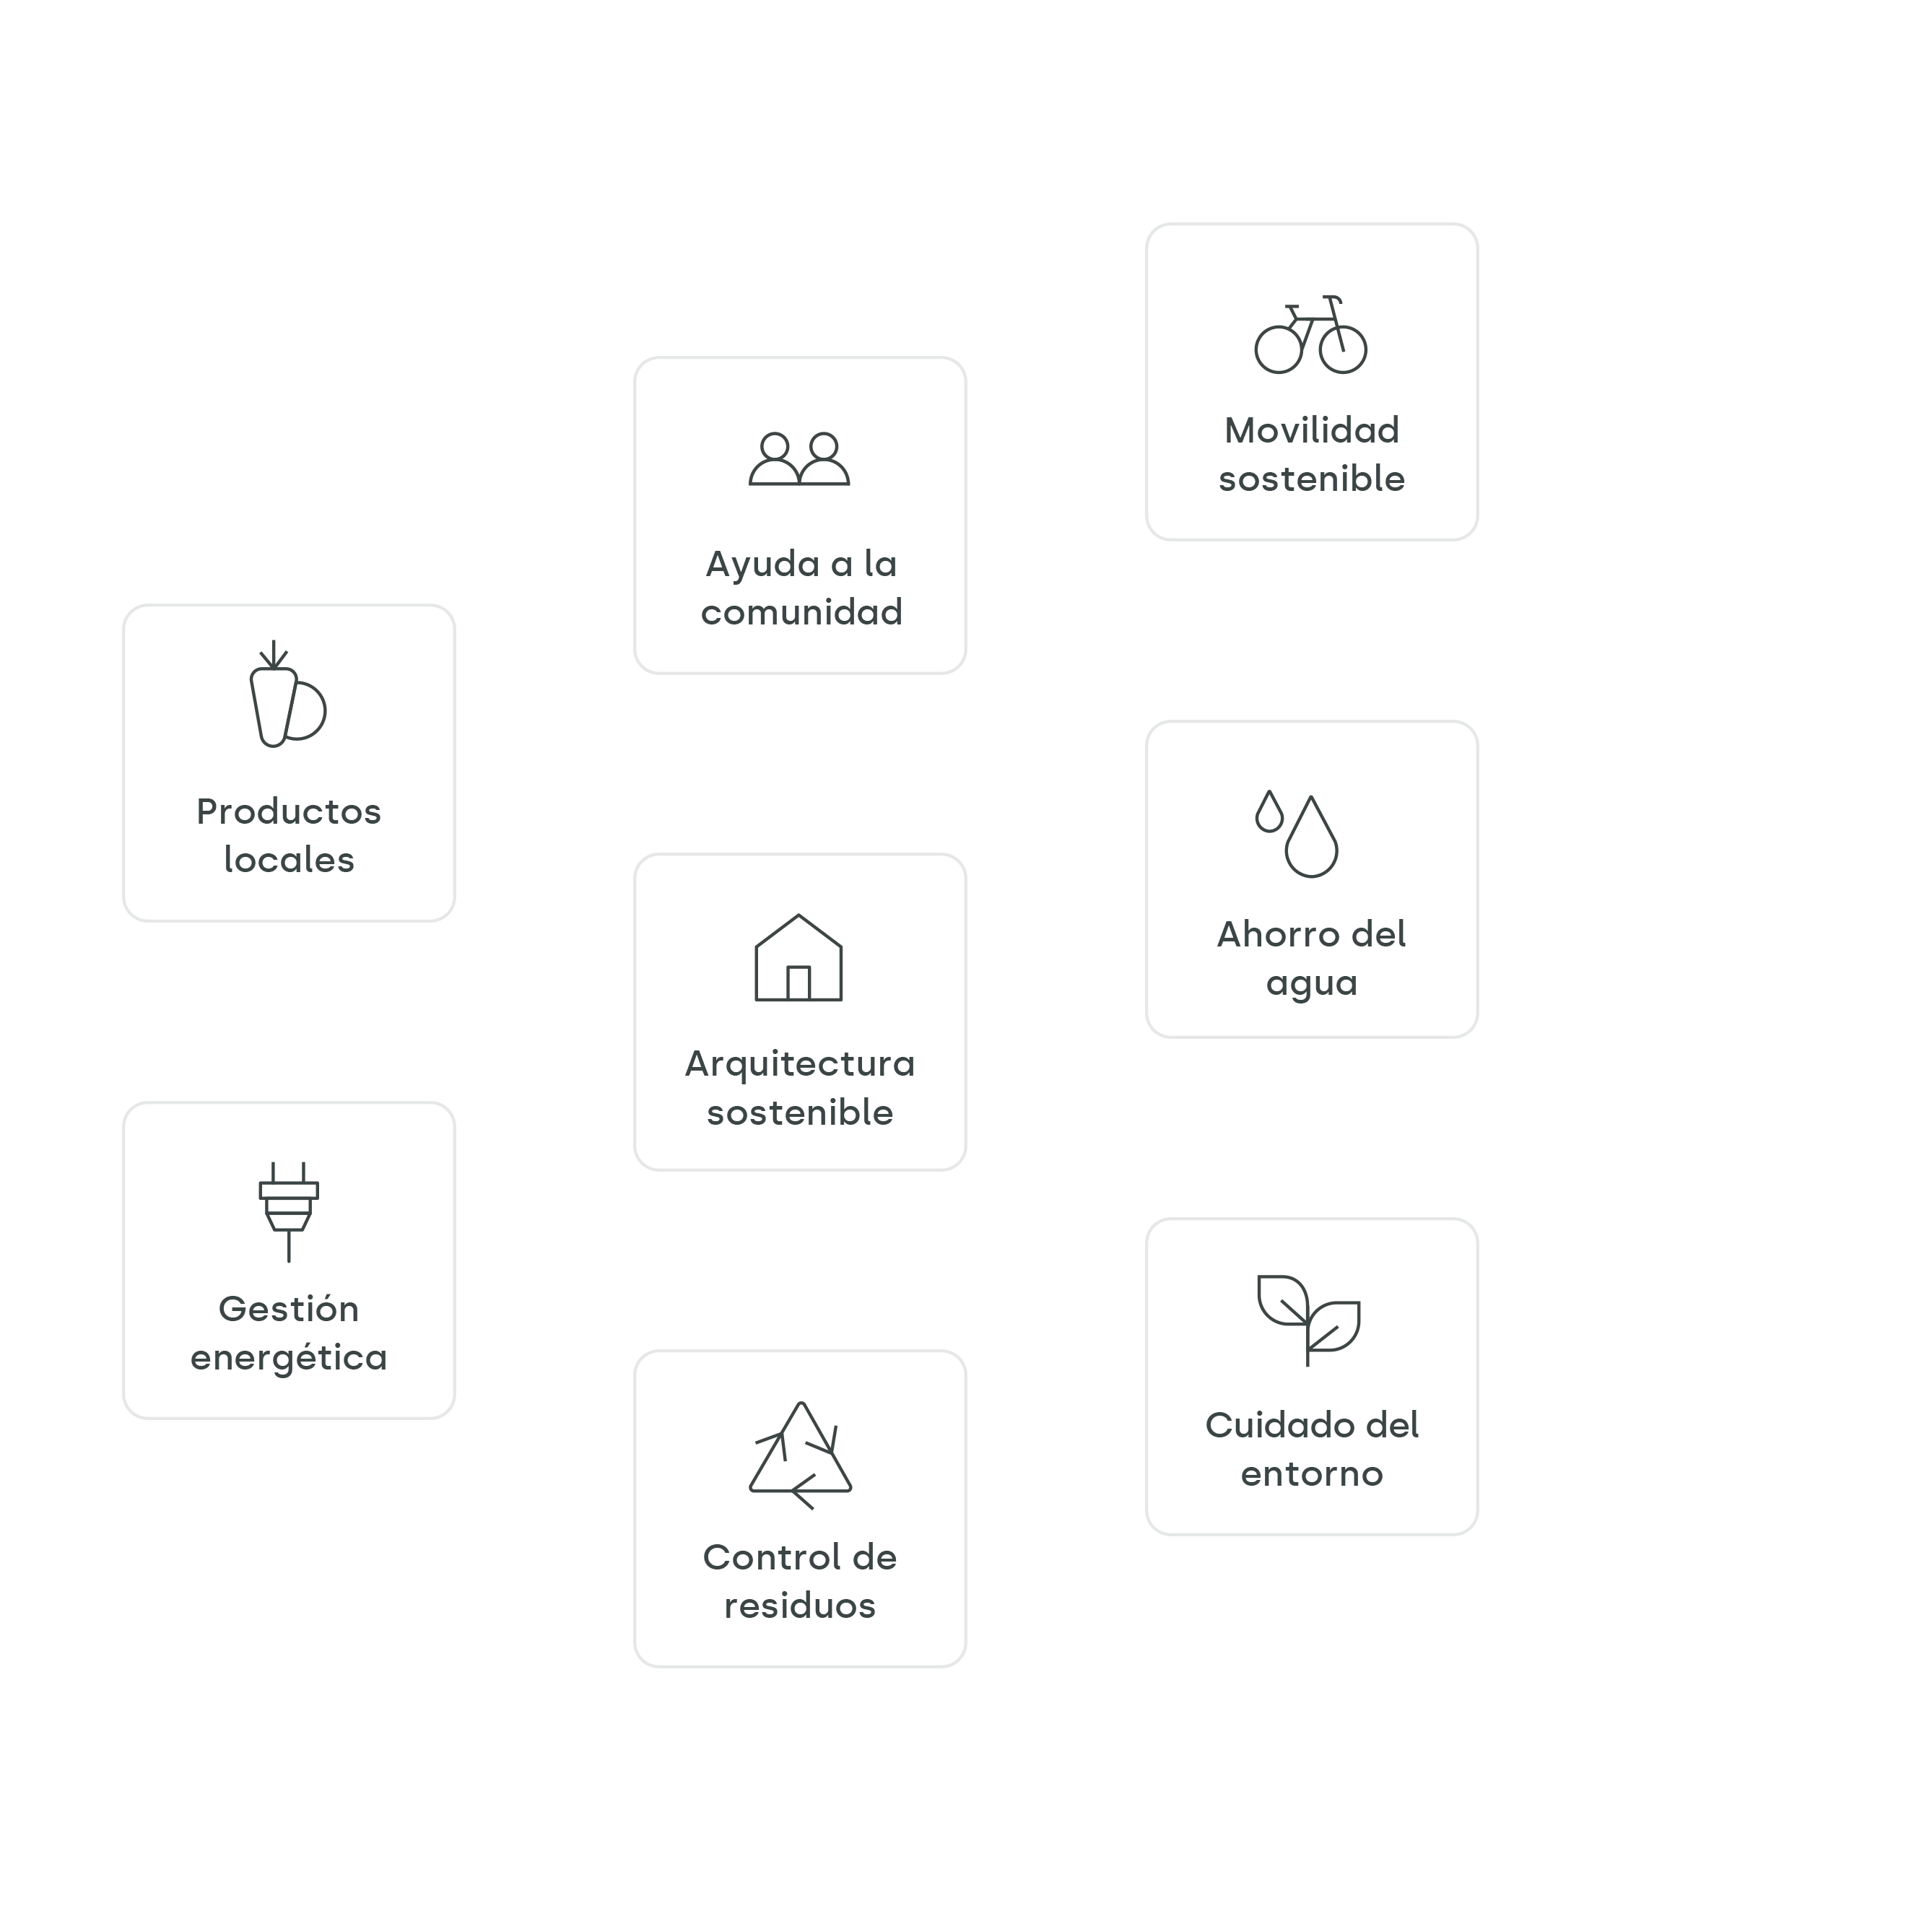 Productos
locales
Gestión
energética
Ayuda a la
comunidad
Arquitectura
sostenible
Control de
residuos
Movilidad
sostenible
Ahorro del
agua
Cuidado del
entorno